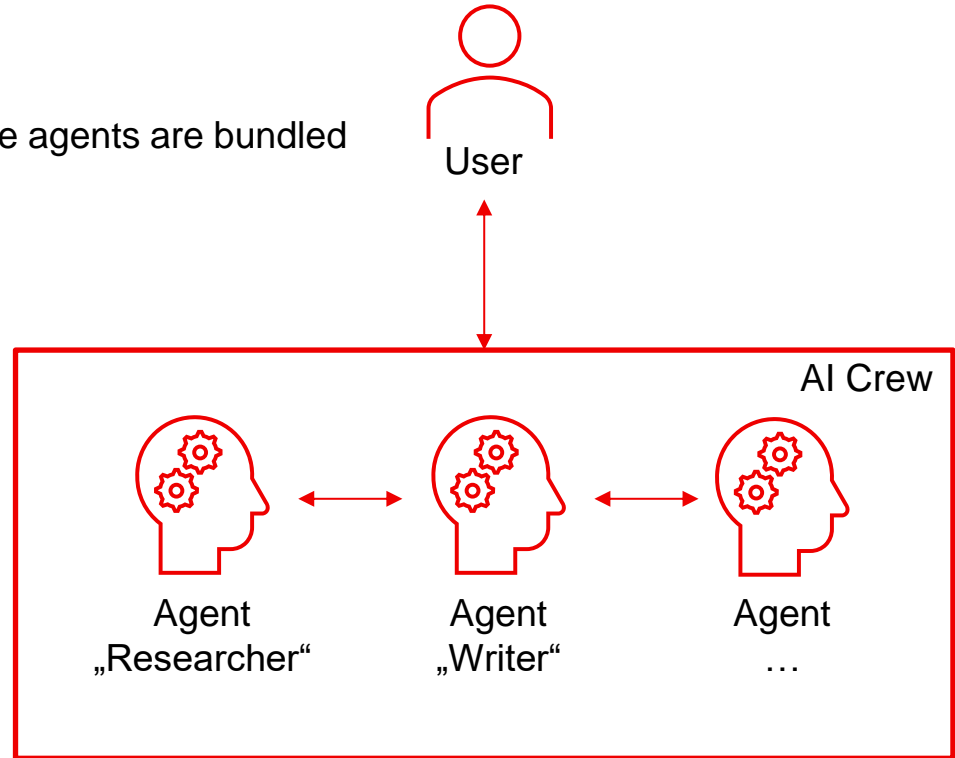 e agents are bundled
User
AI Crew
Agent
„Researcher“
Agent
„Writer“
Agent
…